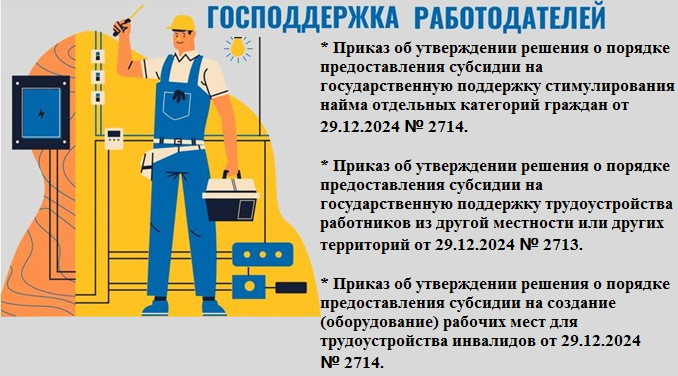 ГОСПОДДЕРЖКА РАБОТОДАТЕЛЕЙ
* Приказ об утверждении решения о порядке
предоставления субсидии на
государственную поддержку стимулирования
найма отдельных категорий граждан от
29.12.2024 № 2714.
* Приказ об утверждении решения о порядке
предоставления субсидии на
государственную поддержку трудоустройства
работников из другой местности или других
территорий от 29.12.2024 № 2713.
* Приказ об утверждении решения о порядке
предоставления субсидии на создание
(оборудование) рабочих мест для
трудоустройства инвалидов от 29.12.2024
№ 2714.